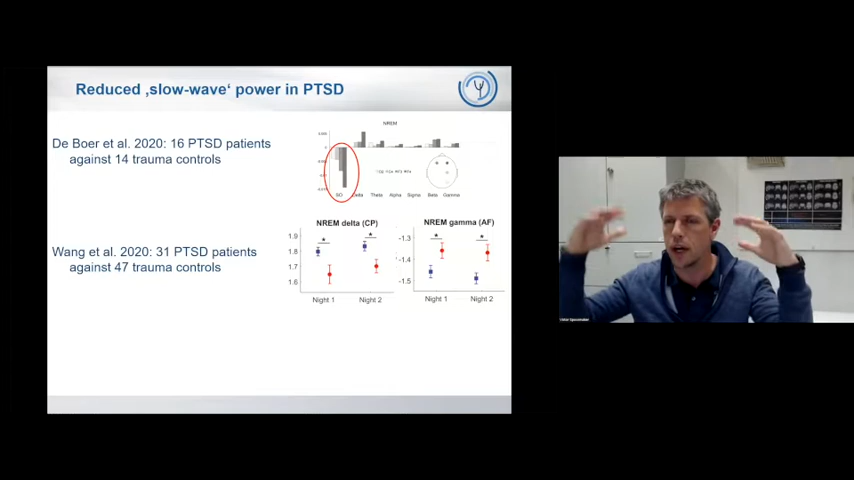 Reduced ‚slow-wave‘ power in PTSD
De Boer et al. 2020: 16 PTSD patients
against 14 trauma controls
NREM
SO Delta Theta Alpha Sigma Beta Gamma
Wang et al. 2020: 31 PTSD patients
against 47 trauma controls
NREM delta (CP)
1.9
1.8
1.7
1.6
* *
Night 1 Night 2
NREM gamma (AF)
-1.3
-1.4
-1.5
* *
Night 1 Night 2